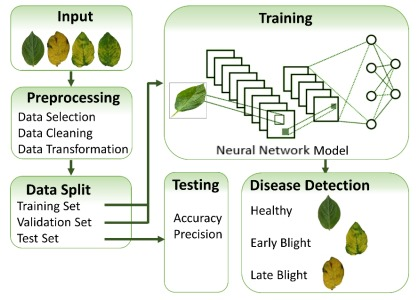 Input
Preprocessing
Data Selection
Data Cleaning
Data Transformation
Data Split
Training Set
Validation Set
Test Set
Training
Neural Network Model
Testing
Accuracy
Precision
Disease Detection
Healthy
Early Blight
Late Blight